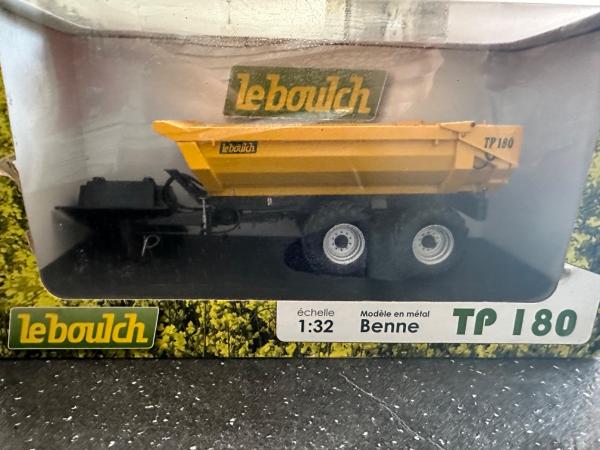 leboulch
leboulch
TP 180
leboulch
échelle
1:32
Modèle en métal
Benne
TP 180